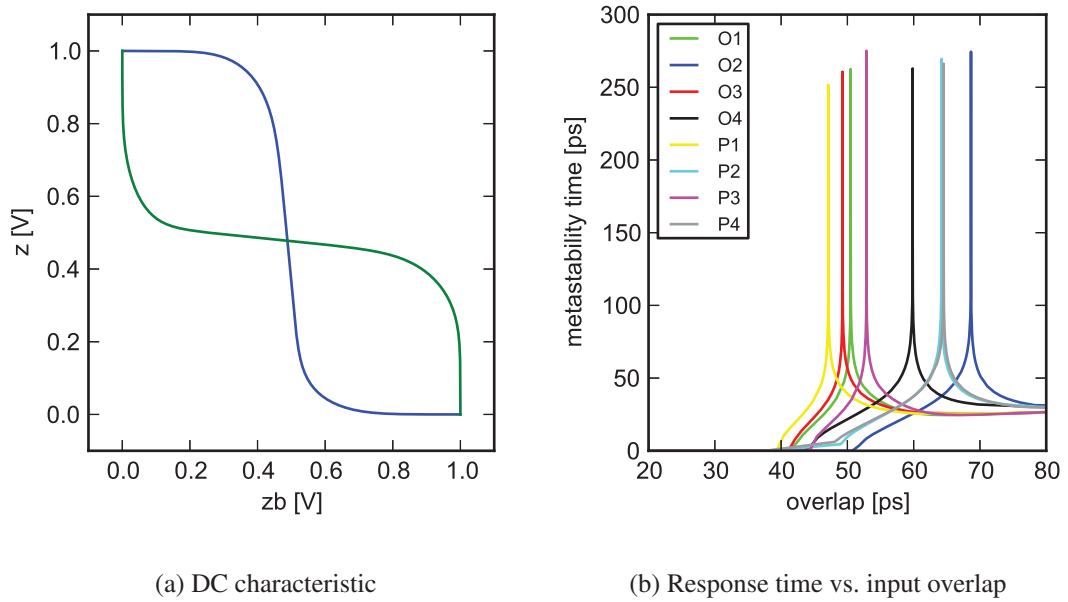 1.0
0.8
0.6
0.4
0.2
0.0
z [V]
0.0 0.2 0.4 0.6 0.8 1.0
zb [V]
(a) DC characteristic
300
250
200
150
100
50
0
metastability time [ps]
O1
O2
O3
O4
P1
P2
P3
P4
20 30 40 50 60 70 80
overlap [ps]
(b) Response time vs. input overlap